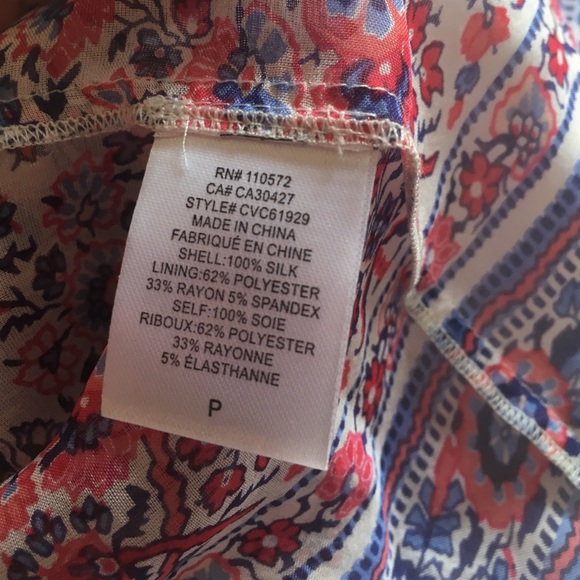 RN# 110572
CA# CA30427
STYLE# CVC61929
MADE IN CHINA
FABRIQUÉ EN CHINE
SHELL:100% SILK
LINING:62% POLYESTER
33% RAYON 5% SPANDEX
SELF:100% SOIE
RIBOUX:62% POLYESTER
33% RAYONNE
5% ÉLASTHANNE
P